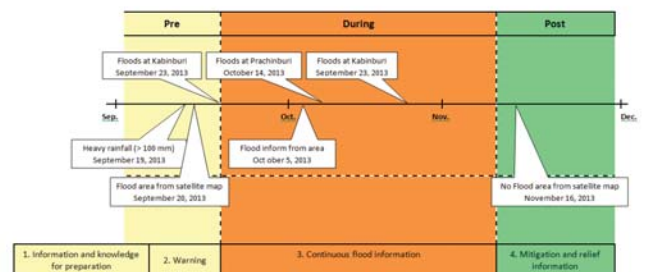 Pre
During
Post
Floods at Kabinburi
September 23, 2013
Floods at Prachinburi
October 14, 2013
Floods at Kabinburi
September 23, 2013
Sep.
Oct.
Nov.
Dec.
Heavy rainfall (> 100 mm)
September 19, 2013
Flood inform from area
Oct ober 5, 2013
Flood area from satellite map
September 28, 2013
No Flood area from satellite map
November 16, 2013
1. Information and knowledge
for preparation
2. Warning
3. Continuous flood information
4. Mitigation and relief
information